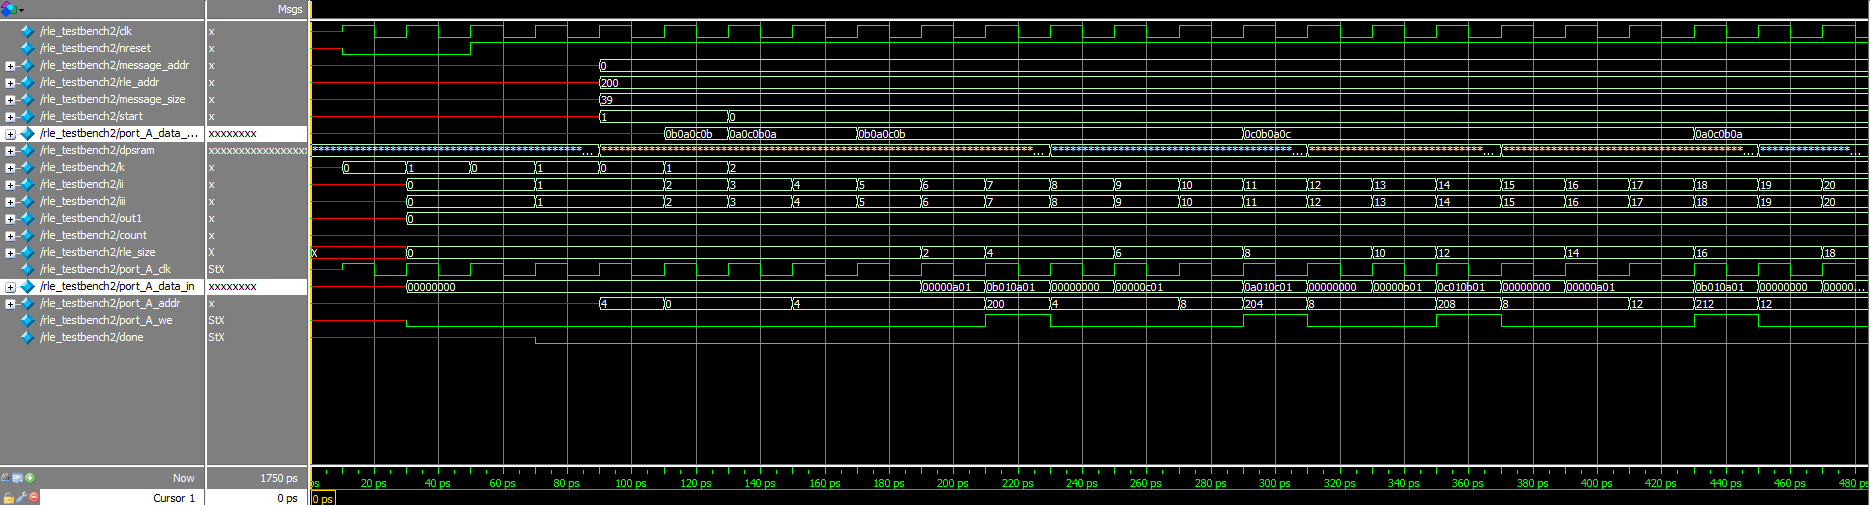 Msgs
/rle_testbench2/clk x
/rle_testbench2/nreset x
/rle_testbench2/message_addr x 0
/rle_testbench2/rle_addr x 200
/rle_testbench2/message_size x 39
/rle_testbench2/start x 1 0
/rle_testbench2/port_A_data_... xxxxxxxx 0b0a0c0b 0a0c0b0a 0b0a0c0b 0c0b0a0c 0a0c0b0a
/rle_testbench2/dpsram xxxxxxxxxxxxxxxxx ... ... ... ... ... ...
/rle_testbench2/k x 0 1 0 1 0 1 2
/rle_testbench2/ii x 0 1 2 3 4 5 6 7 8 9 10 11 12 13 14 15 16 17 18 19 20
/rle_testbench2/iii x 0 1 2 3 4 5 6 7 8 9 10 11 12 13 14 15 16 17 18 19 20
/rle_testbench2/out1 x 0
/rle_testbench2/count x
/rle_testbench2/rle_size X X 0 2 4 6 8 10 12 14 16 18
/rle_testbench2/port_A_clk StX
/rle_testbench2/port_A_data_in xxxxxxxx 00000000 00000a01 0b010a01 00000000 00000c01 0a010c01 00000000 00000b01 0c010b01 00000000 00000a01 0b010a01 00000000 00000...
/rle_testbench2/port_A_addr x 4 0 4 200 4 8 204 8 208 8 12 212 12
/rle_testbench2/port_A_we StX
/rle_testbench2/done StX
Now 1750 ps ps 20 ps 40 ps 60 ps 80 ps 100 ps 120 ps 140 ps 160 ps 180 ps 200 ps 220 ps 240 ps 260 ps 280 ps 300 ps 320 ps 340 ps 360 ps 380 ps 400 ps 420 ps 440 ps 460 ps 480 ps
Cursor 1 0 ps 0 ps